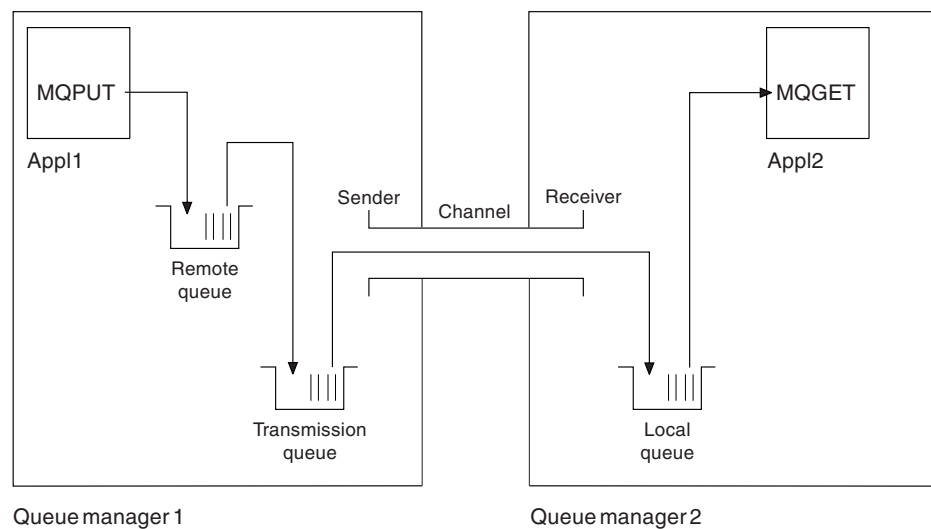 MQPUT
Appl1
Remote
queue
Transmission
queue
Sender
Channel
Receiver
MQGET
Appl2
Local
queue
Queue manager 1
Queue manager 2